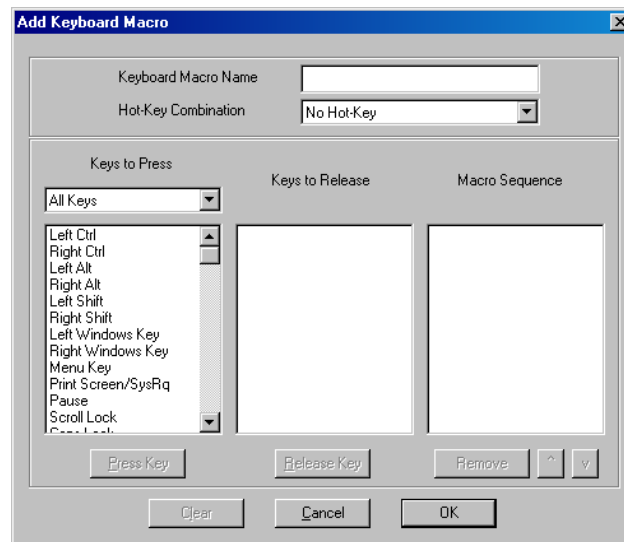 Add Keyboard Macro
Keyboard Macro Name
Hot-Key Combination
No Hot-Key
Keys to Press
Keys to Release
Macro Sequence
All Keys
Left Ctrl
Right Ctrl
Left Alt
Right Alt
Left Shift
Right Shift
Left Windows Key
Right Windows Key
Menu Key
Print Screen/SysRq
Pause
Scroll Lock
Press Key
Release Key
Remove ^ v
Clear
Cancel
OK